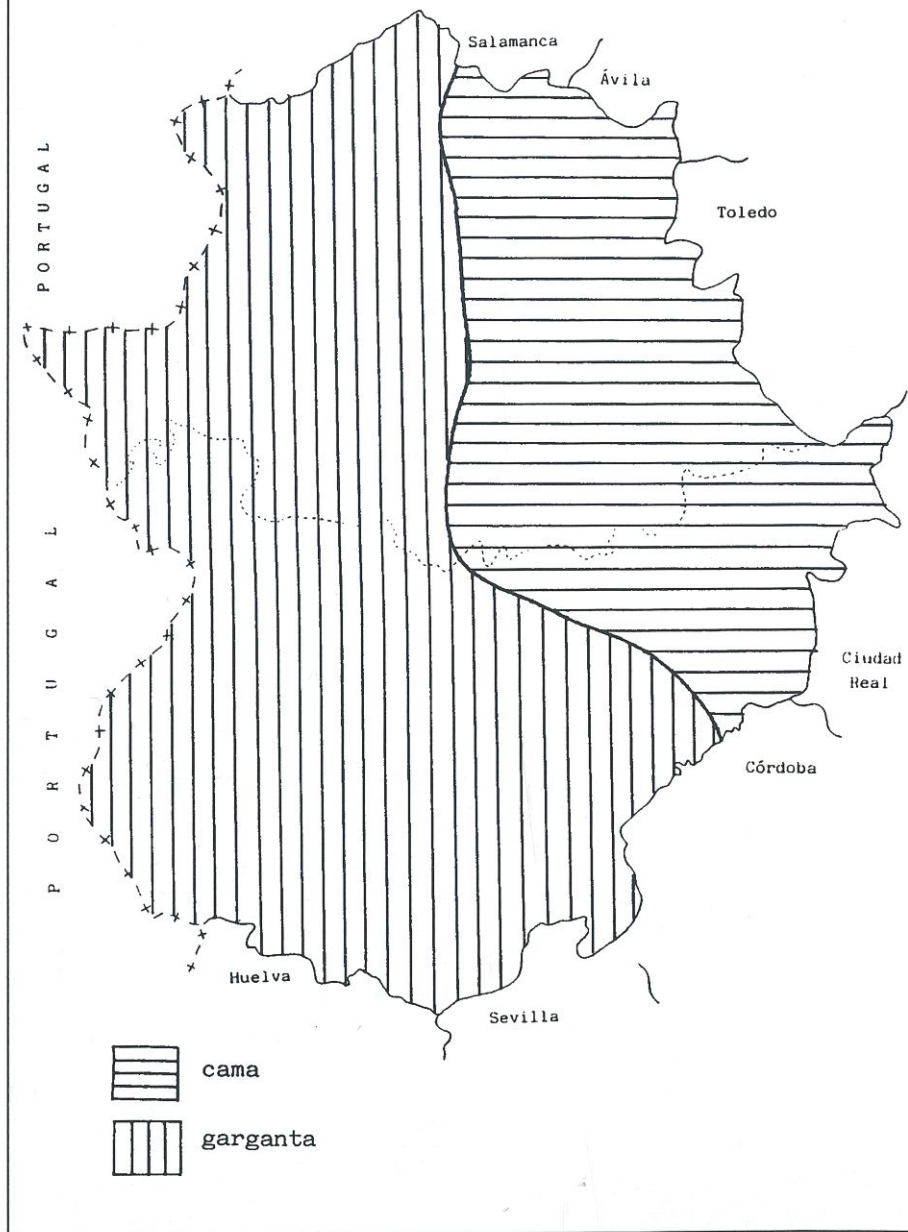 Salamanca
Ávila
PORTUGAL
Toledo
PORTUGAL
Ciudad
Real
Córdoba
Huelva
Sevilla
cama
garganta